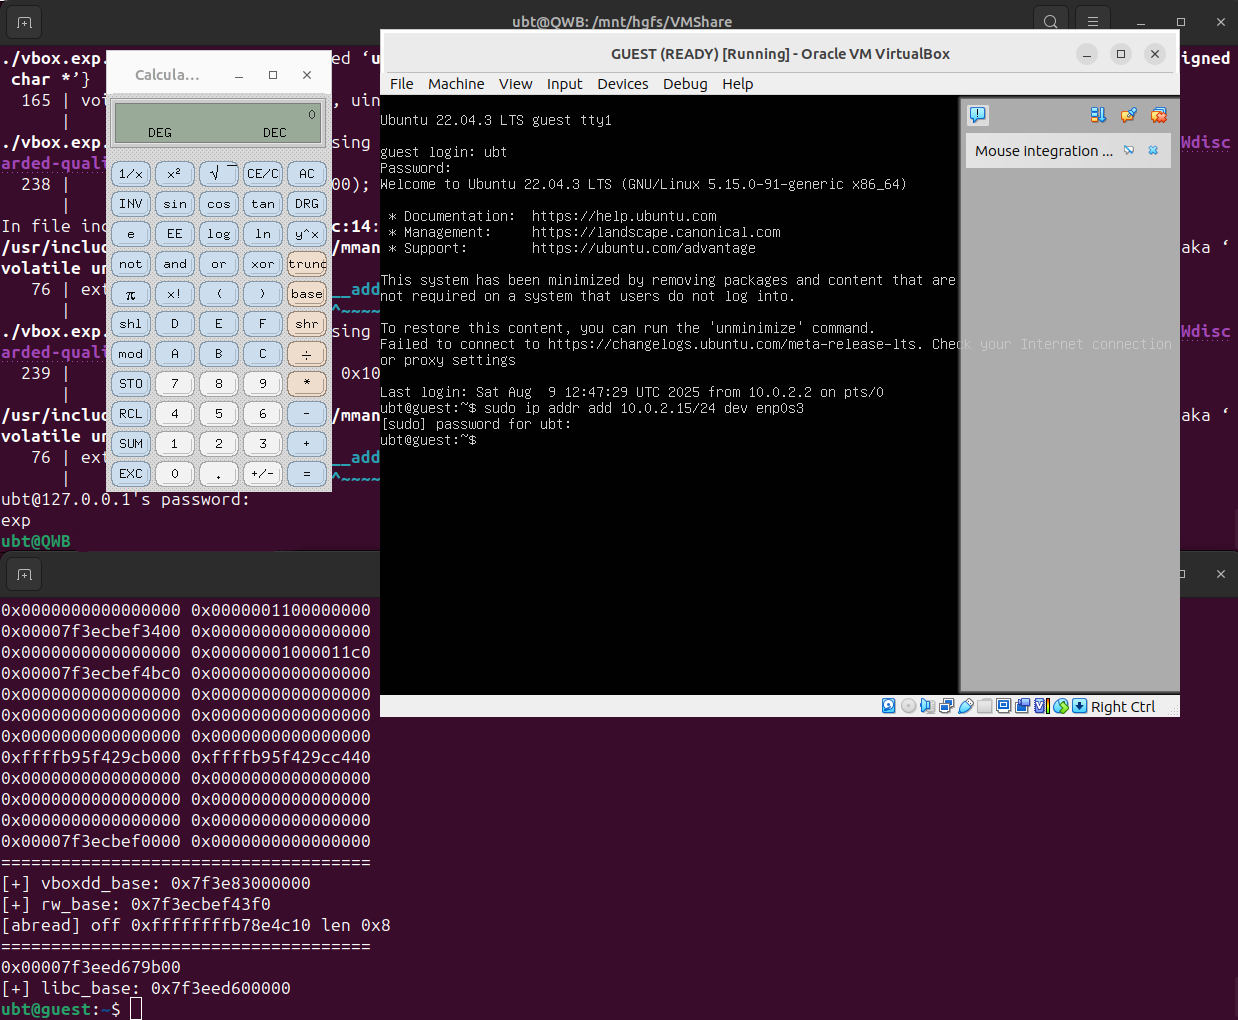 ubt@QWB: /mnt/hgfs/VMShare
./vbox.exp.
ed ‘u
igned
char *’}
165 | voi
, uin
|
./vbox.exp.
sing
Wdisc
arded-quali
238 |
00);
|
In file inc
c:14:
/usr/incluc
/mman
aka ‘
volatile un
76 | ext
__add
|
^~~~~
./vbox.exp.
sing
Wdisc
arded-quali
239 |
0x10
|
/usr/incluc
/mman
aka ‘
volatile un
76 | ext
__add
|
^~~~~
ubt@127.0.0.1's password:
exp
ubt@QWB
Calcula...
0
DEG DEC
1/x x² √ CE/C AC
INV sin cos tan DRG
e EE log ln y^x
not and or xor trunc
π x! ( ) base
shl D E F shr
mod A B C ÷
STO 7 8 9 *
RCL 4 5 6 -
SUM 1 2 3 +
EXC 0 . +/- =
GUEST (READY) [Running] - Oracle VM VirtualBox
File Machine View Input Devices Debug Help
Ubuntu 22.04.3 LTS guest tty1
guest login: ubt
Password:
Welcome to Ubuntu 22.04.3 LTS (GNU/Linux 5.15.0-91-generic x86_64)
* Documentation: https://help.ubuntu.com
* Management: https://landscape.canonical.com
* Support: https://ubuntu.com/advantage
This system has been minimized by removing packages and content that are
not required on a system that users do not log into.
To restore this content, you can run the 'unminimize' command.
Failed to connect to https://changelogs.ubuntu.com/meta-release-lts. Check your Internet connection
or proxy settings
Last login: Sat Aug 9 12:47:29 UTC 2025 from 10.0.2.2 on pts/0
ubt@guest:~$ sudo ip addr add 10.0.2.15/24 dev enp0s3
[sudo] password for ubt:
ubt@guest:~$
Mouse integration ...
Right Ctrl
0x0000000000000000 0x0000001100000000
0x00007f3ecbef3400 0x0000000000000000
0x0000000000000000 0x00000001000011c0
0x00007f3ecbef4bc0 0x0000000000000000
0x0000000000000000 0x0000000000000000
0x0000000000000000 0x0000000000000000
0x0000000000000000 0x0000000000000000
0xffffb95f429cb000 0xffffb95f429cc440
0x0000000000000000 0x0000000000000000
0x0000000000000000 0x0000000000000000
0x0000000000000000 0x0000000000000000
0x00007f3ecbef0000 0x0000000000000000
=====================================
[+] vboxdd_base: 0x7f3e83000000
[+] rw_base: 0x7f3ecbef43f0
[abread] off 0xffffffffb78e4c10 len 0x8
=====================================
0x00007f3eed679b00
[+] libc_base: 0x7f3eed600000
ubt@guest:~$